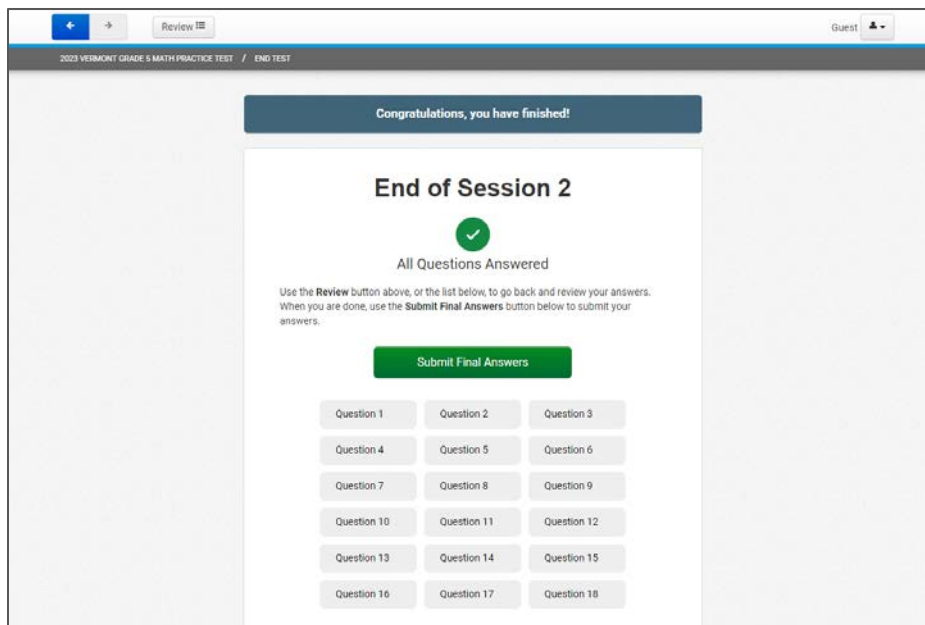 Review
Guest
2023 VERMONT GRADE 5 MATH PRACTICE TEST / END TEST
Congratulations, you have finished!
End of Session 2
All Questions Answered
Use the Review button above, or the list below, to go back and review your answers.
When you are done, use the Submit Final Answers button below to submit your
answers.
Submit Final Answers
Question 1 Question 2 Question 3
Question 4 Question 5 Question 6
Question 7 Question 8 Question 9
Question 10 Question 11 Question 12
Question 13 Question 14 Question 15
Question 16 Question 17 Question 18